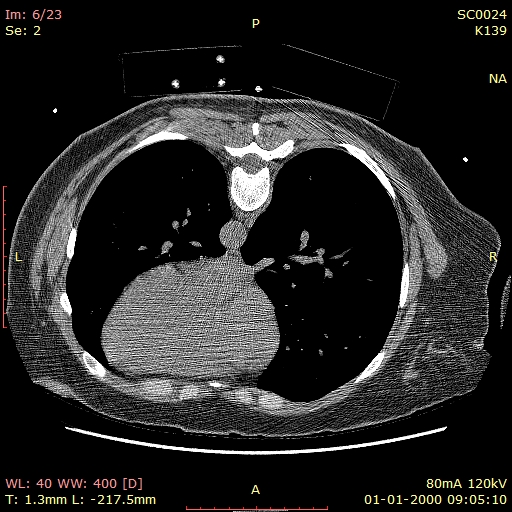 Im: 6/23
Se: 2
P
SC0024
K139
NA
L
R
WL: 40 WW: 400 [D]
T: 1.3mm L: -217.5mm
A
80mA 120kV
01-01-2000 09:05:10